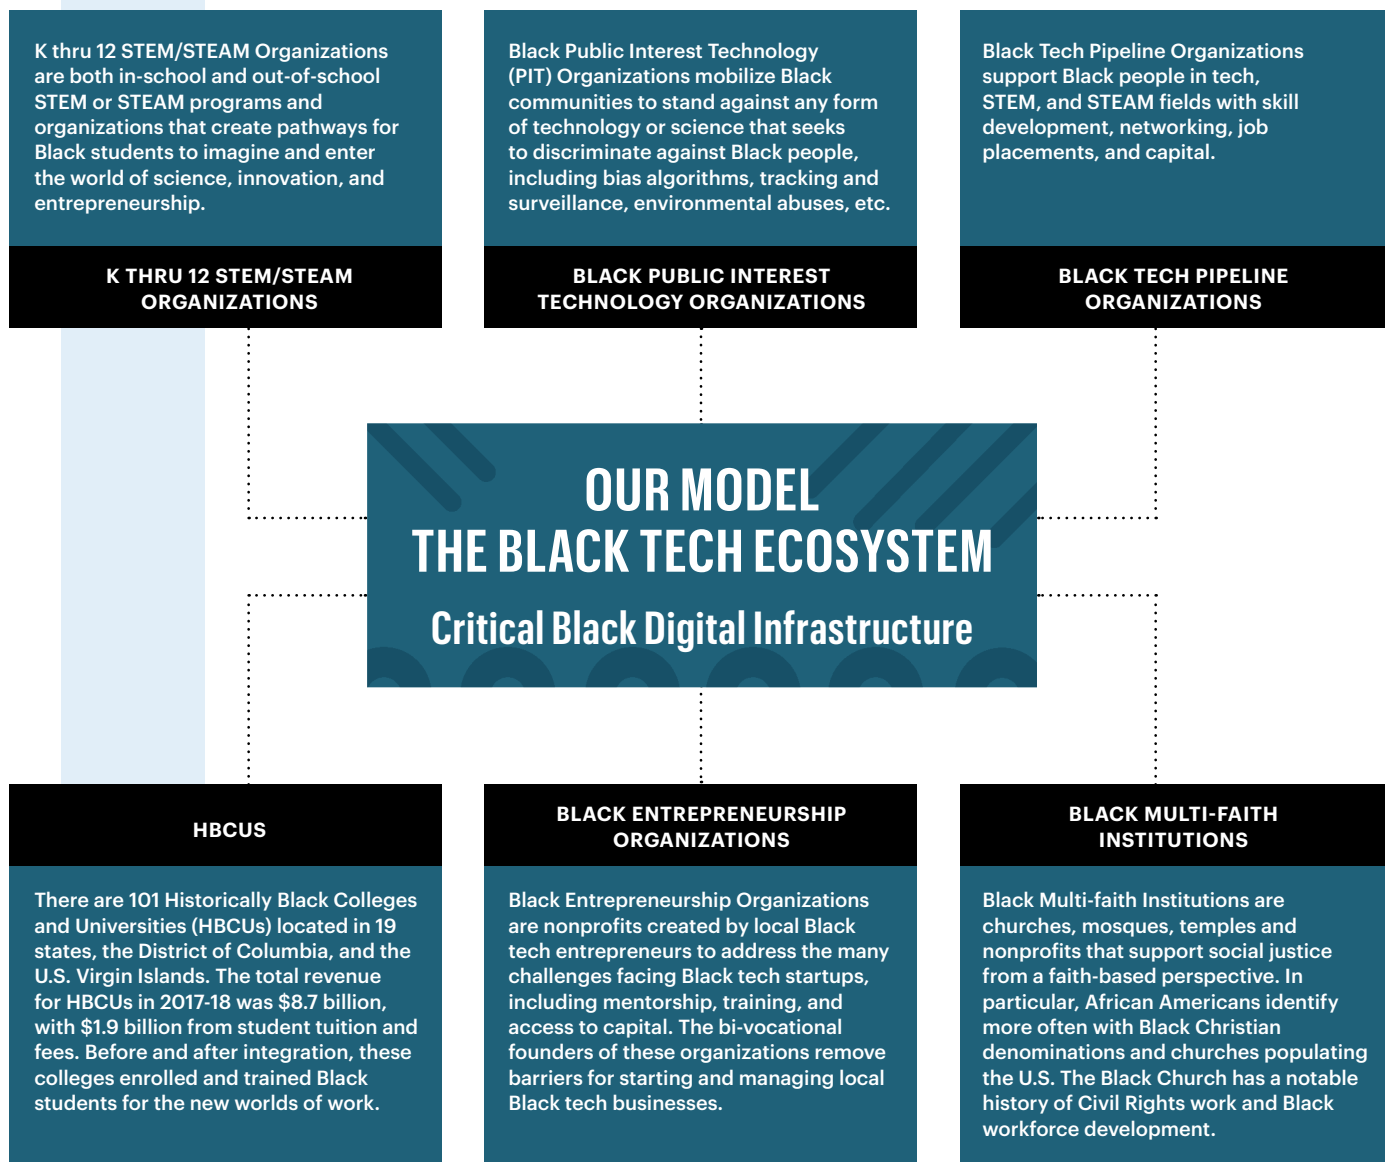 K thru 12 STEM/STEAM Organizations
are both in-school and out-of-school
STEM or STEAM programs and
organizations that create pathways for
Black students to imagine and enter
the world of science, innovation, and
entrepreneurship.
K THRU 12 STEM/STEAM
ORGANIZATIONS
Black Public Interest Technology
(PIT) Organizations mobilize Black
communities to stand against any form
of technology or science that seeks
to discriminate against Black people,
including bias algorithms, tracking and
surveillance, environmental abuses, etc.
BLACK PUBLIC INTEREST
TECHNOLOGY ORGANIZATIONS
Black Tech Pipeline Organizations
support Black people in tech,
STEM, and STEAM fields with skill
development, networking, job
placements, and capital.
BLACK TECH PIPELINE
ORGANIZATIONS
OUR MODEL
THE BLACK TECH ECOSYSTEM
Critical Black Digital Infrastructure
HBCUS
There are 101 Historically Black Colleges
and Universities (HBCUs) located in 19
states, the District of Columbia, and the
U.S. Virgin Islands. The total revenue
for HBCUs in 2017-18 was $8.7 billion,
with $1.9 billion from student tuition and
fees. Before and after integration, these
colleges enrolled and trained Black
students for the new worlds of work.
BLACK ENTREPRENEURSHIP
ORGANIZATIONS
Black Entrepreneurship Organizations
are nonprofits created by local Black
tech entrepreneurs to address the many
challenges facing Black tech startups,
including mentorship, training, and
access to capital. The bi-vocational
founders of these organizations remove
barriers for starting and managing local
Black tech businesses.
BLACK MULTI-FAITH
INSTITUTIONS
Black Multi-faith Institutions are
churches, mosques, temples and
nonprofits that support social justice
from a faith-based perspective. In
particular, African Americans identify
more often with Black Christian
denominations and churches populating
the U.S. The Black Church has a notable
history of Civil Rights work and Black
workforce development.